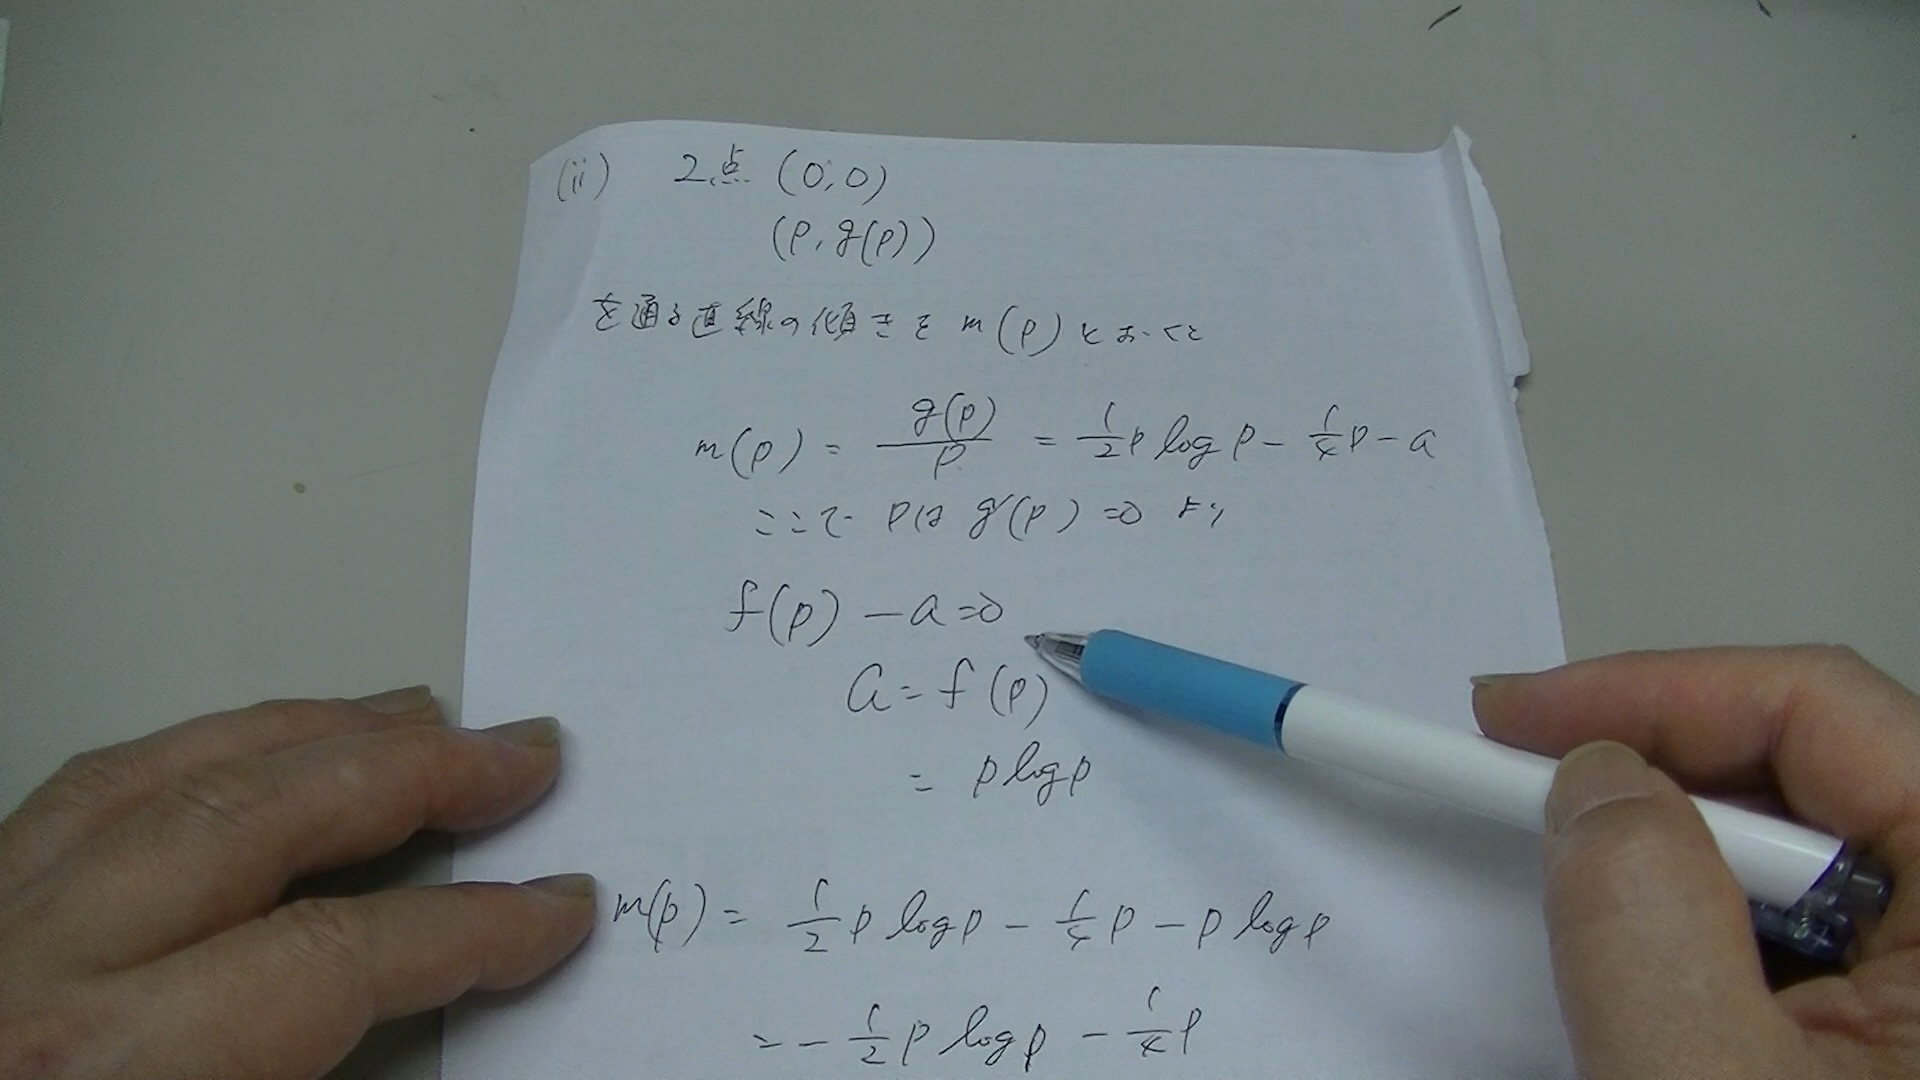 (ii) 2点 (0,0)
(p, g(p))
を通る直線の傾きを m(p) とおくと
m(p) = g(p)/p = 1/2 p log p - 1/4 p - a
ここで pは g'(p) = 0 より
f(p) - a = 0
a = f(p)
= p log p
m(p) = 1/2 p log p - 1/4 p - p log p
= - 1/2 p log p - 1/4 p